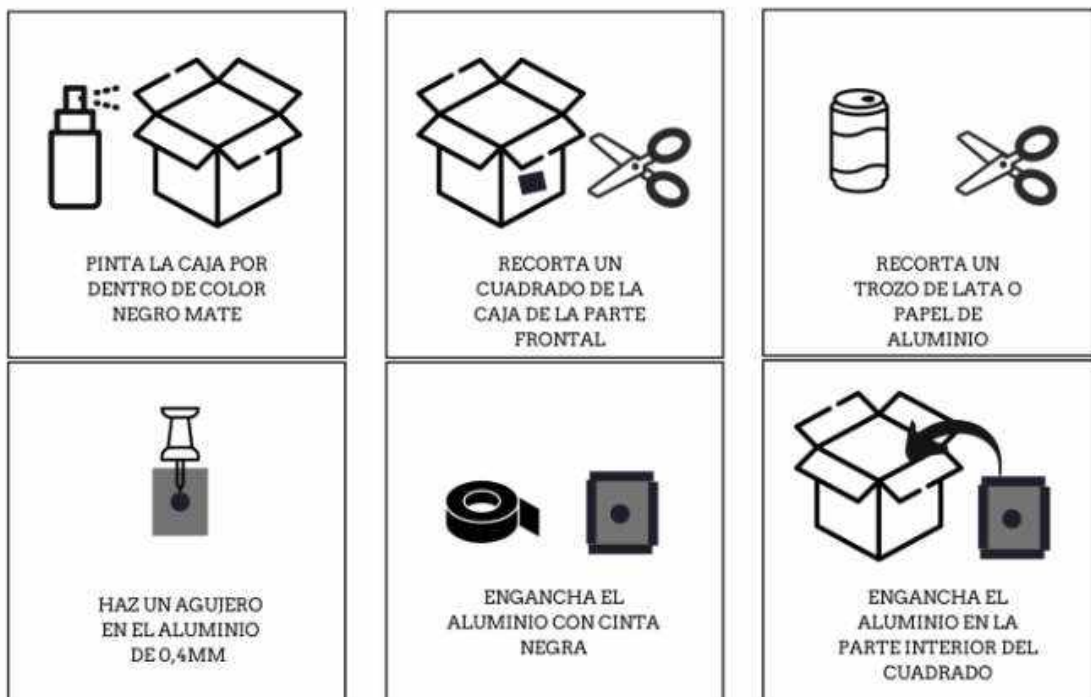 PINTA LA CAJA POR
DENTRO DE COLOR
NEGRO MATE
RECORTA UN
CUADRADO DE LA
CAJA DE LA PARTE
FRONTAL
RECORTA UN
TROZO DE LATA O
PAPEL DE
ALUMINIO
HAZ UN AGUJERO
EN EL ALUMINIO
DE 0,4MM
ENGANCHA EL
ALUMINIO CON CINTA
NEGRA
ENGANCHA EL
ALUMINIO EN LA
PARTE INTERIOR DEL
CUADRADO